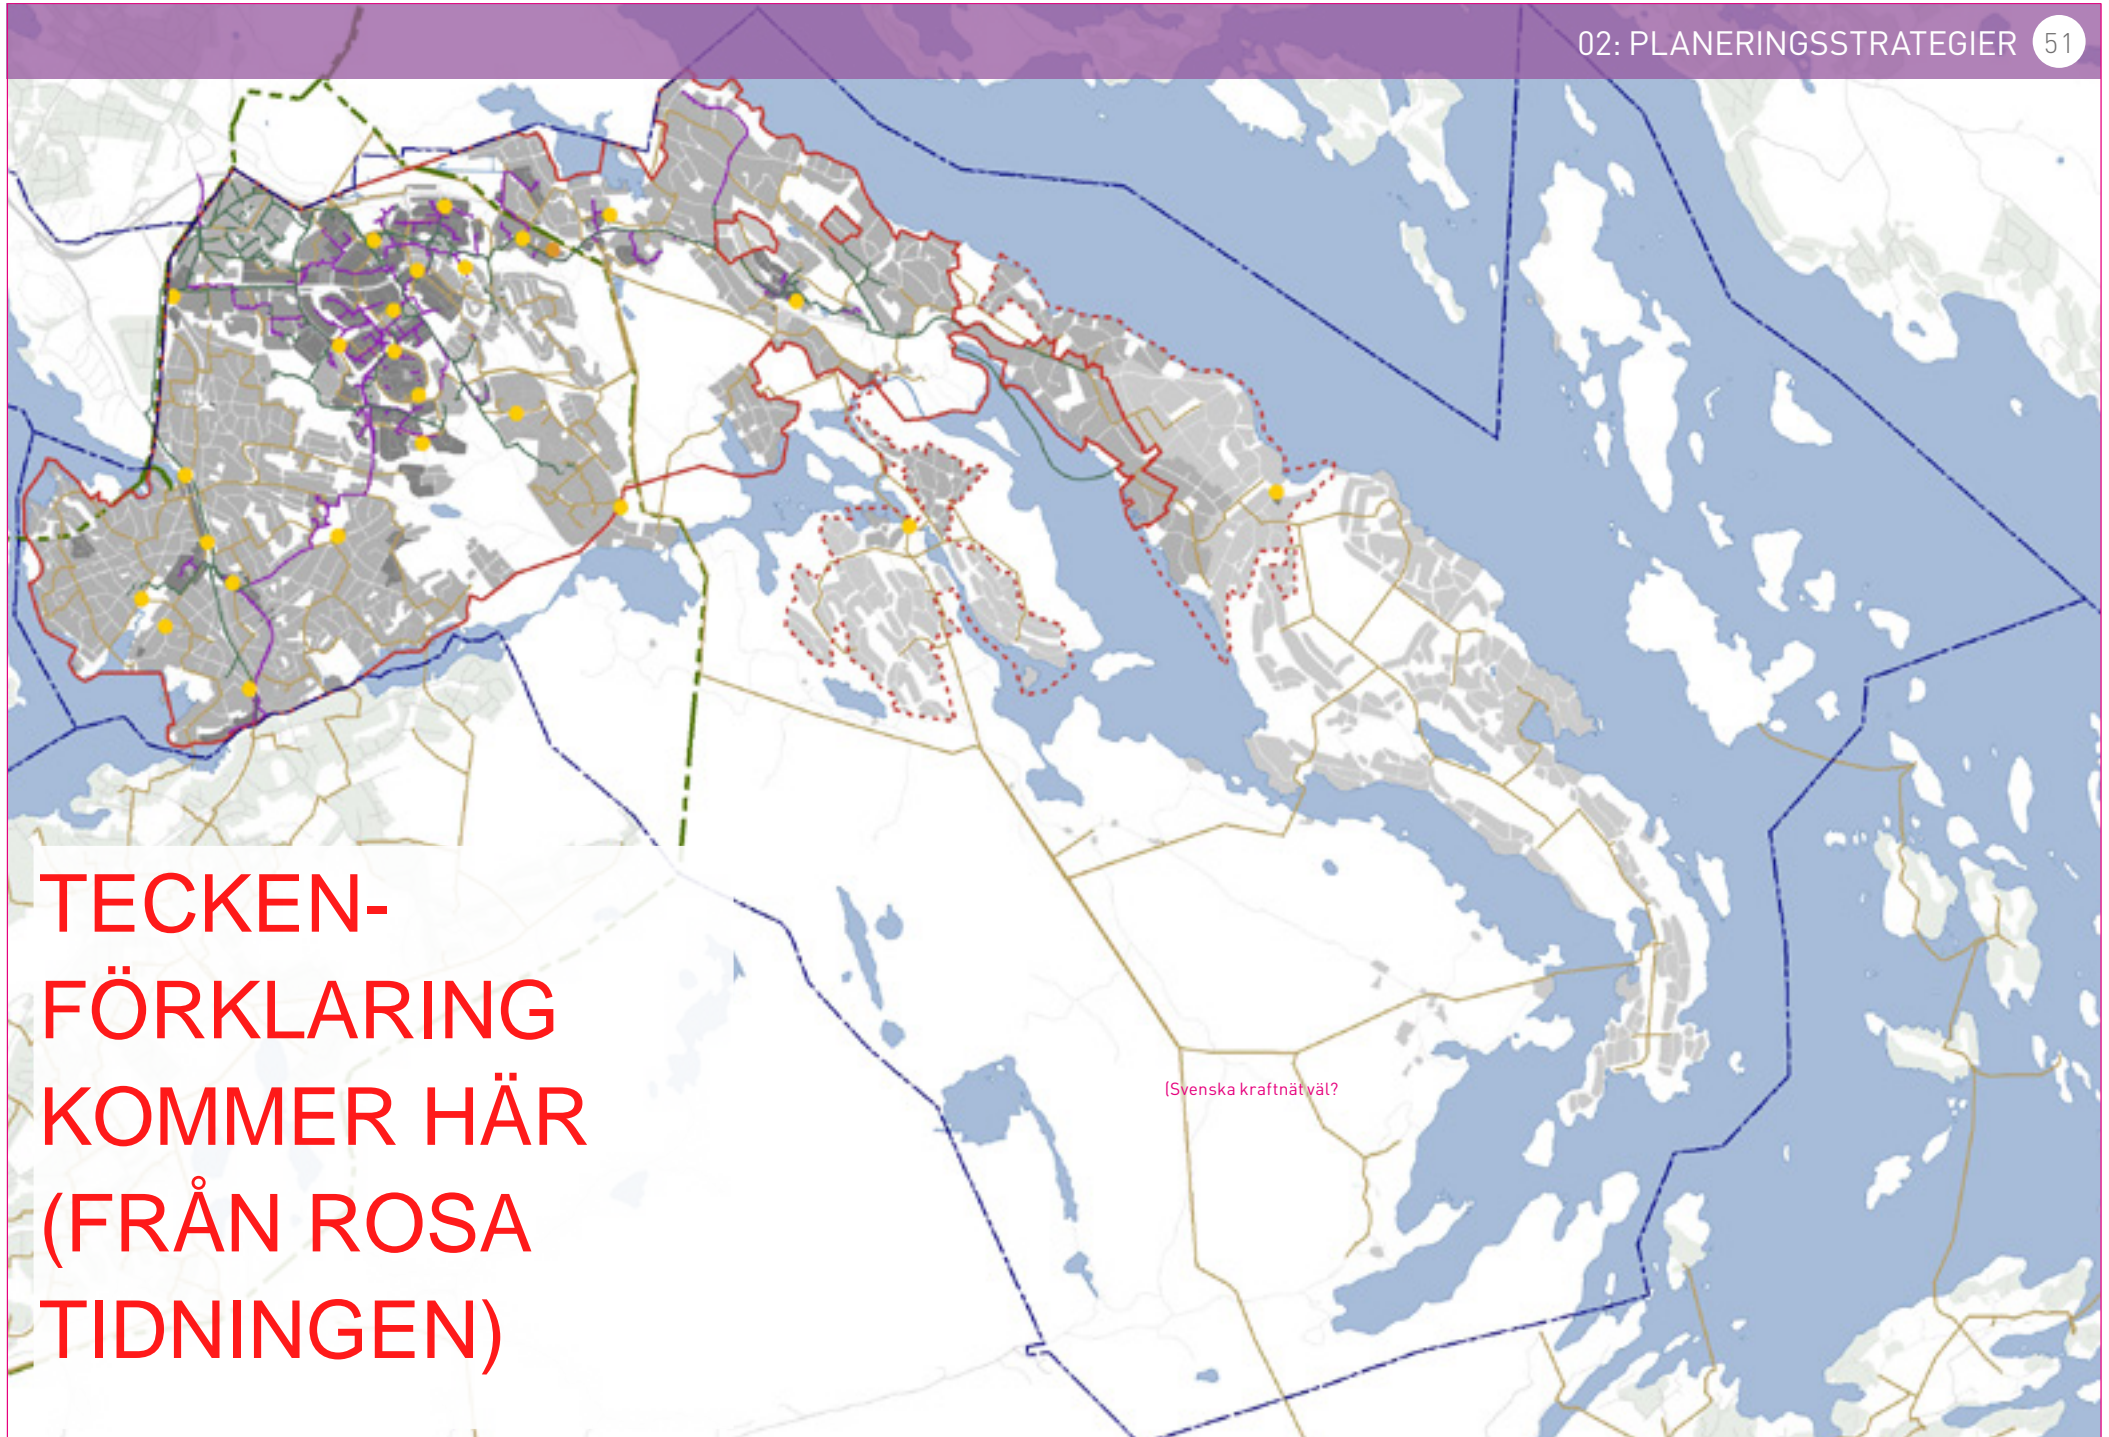 02: PLANERINGSSTRATEGIER 51
(Svenska kraftnät väl?
TECKEN-
FÖRKLARING
KOMMER HÄR
(FRÅN ROSA
TIDNINGEN)